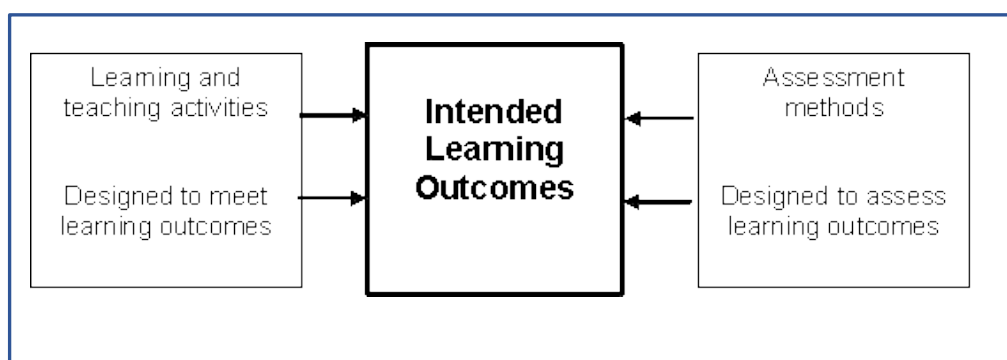 Learning and
teaching activities
Designed to meet
learning outcomes
Intended
Learning
Outcomes
Assessment
methods
Designed to assess
learning outcomes